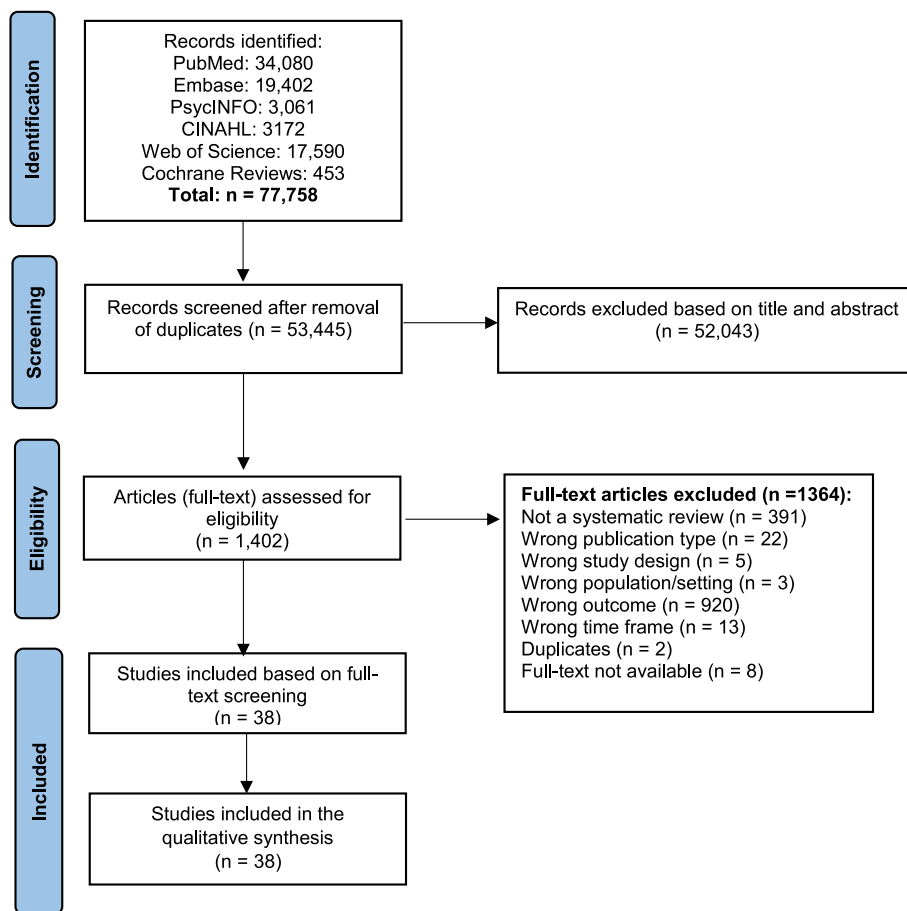 Identification
Records identified:
PubMed: 34,080
Embase: 19,402
PsycINFO: 3,061
CINAHL: 3172
Web of Science: 17,590
Cochrane Reviews: 453
Total: n = 77,758
Screening
Records screened after removal
of duplicates (n = 53,445)
Records excluded based on title and abstract
(n = 52,043)
Eligibility
Articles (full-text) assessed for
eligibility
(n = 1,402)
Full-text articles excluded (n =1364):
Not a systematic review (n = 391)
Wrong publication type (n = 22)
Wrong study design (n = 5)
Wrong population/setting (n = 3)
Wrong outcome (n = 920)
Wrong time frame (n = 13)
Duplicates (n = 2)
Full-text not available (n = 8)
Included
Studies included based on full-
text screening
(n = 38)
Studies included in the
qualitative synthesis
(n = 38)